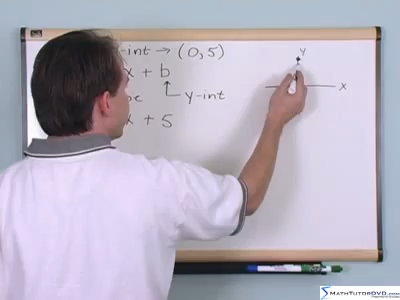 -int → (0,5)
x + b
y-int
x + 5
y
x
MATHTUTORDVD.COM